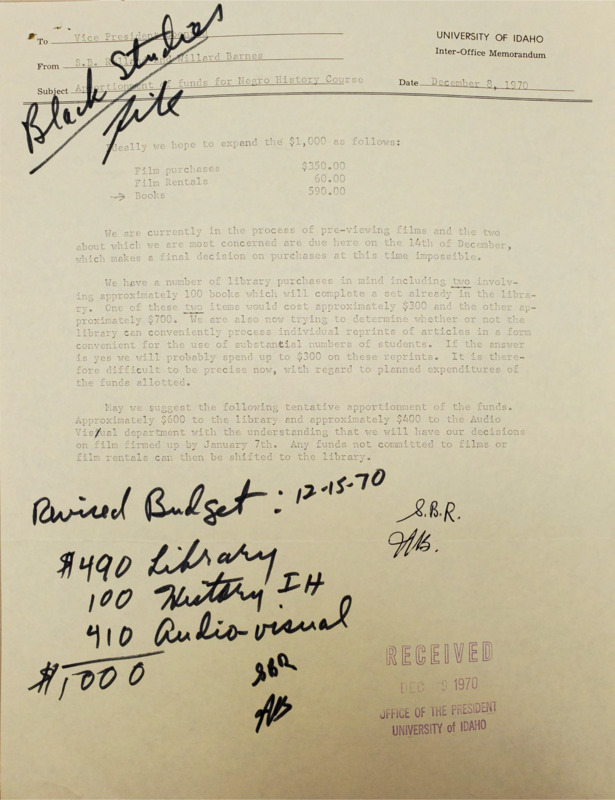 UNIVERSITY OF IDAHO
Inter-Office Memorandum
To Vice President
From S.B. and Willard Barnes
Subject Apportionment of funds for Negro History Course Date December 8, 1970
Black Studies
file
Ideally we hope to expend the $1,000 as follows:
Film purchases $350.00
Film Rentals 60.00
→ Books 590.00
We are currently in the process of pre-viewing films and the two
about which we are most concerned are due here on the 14th of December,
which makes a final decision on purchases at this time impossible.
We have a number of library purchases in mind including two involv-
ing approximately 100 books which will complete a set already in the libra-
ry. One of these two items would cost approximately $300 and the other ap-
proximately $700. We are also now trying to determine whether or not the
library can conveniently process individual reprints of articles in a form
convenient for the use of substantial numbers of students. If the answer
is yes we will probably spend up to $300 on these reprints. It is there-
fore difficult to be precise now, with regard to planned expenditures of
the funds allotted.
May we suggest the following tentative apportionment of the funds.
Approximately $600 to the library and approximately $400 to the Audio
Visual department with the understanding that we will have our decisions
on film firmed up by January 7th. Any funds not committed to films or
film rentals can then be shifted to the library.
Revised Budget: 12-15-70
S.B.R.
WB.
$490 Library
100 History IH
410 Audio-visual
$1,000
SBR
WB
RECEIVED
DEC 1970
OFFICE OF THE PRESIDENT
UNIVERSITY of IDAHO